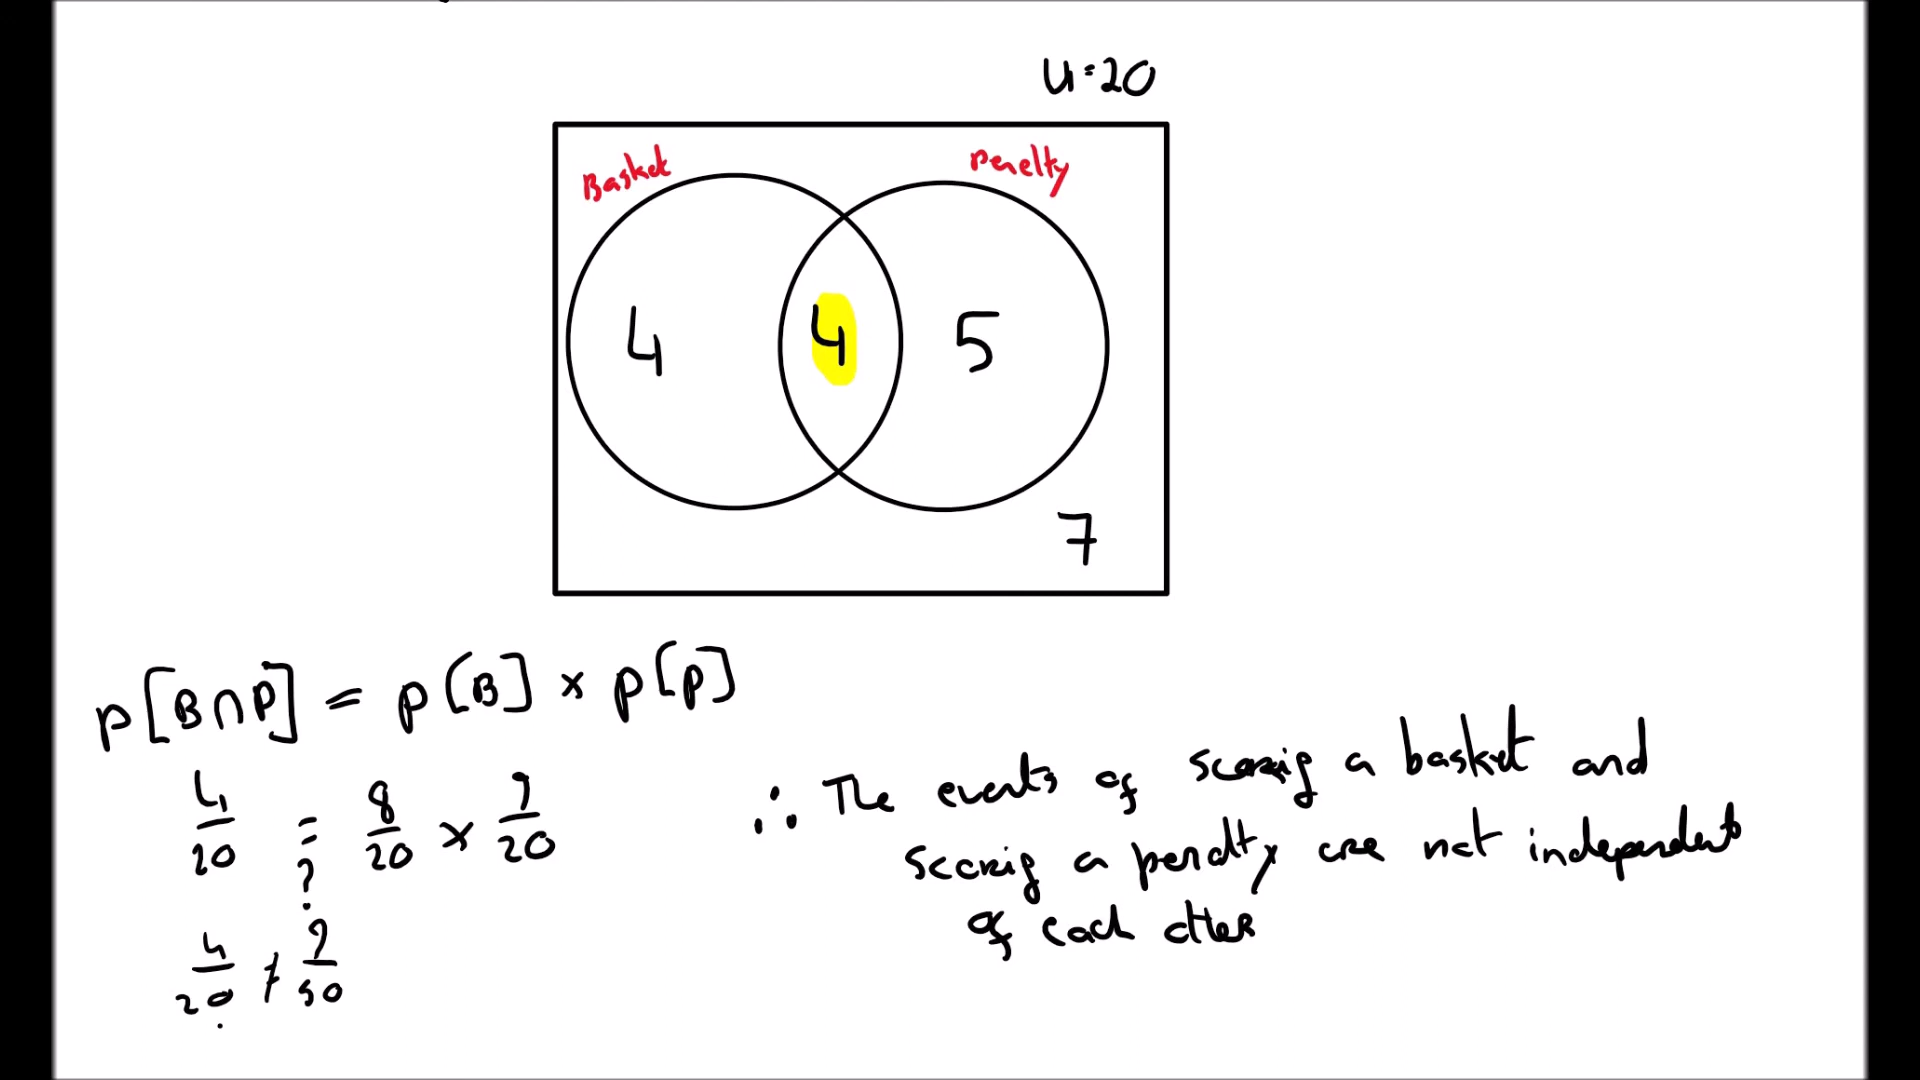 U=20
Basket
Penelty
4 4 5
7
P[B∩P] = P[B] × P[P]
4/20 =? 8/20 × 9/20
4/20 ≠ 9/50
∴ The events of scoring a basket and
scoring a penalty are not independent
of each other